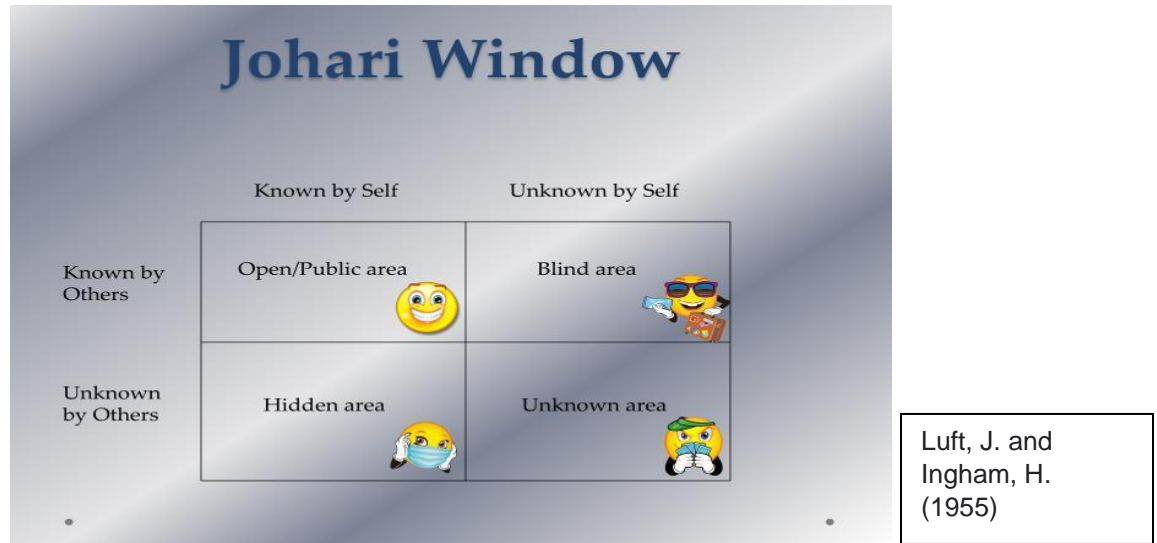 Johari Window
Known by Self
Unknown by Self
Known by
Others
Open/Public area
Blind area
Unknown
by Others
Hidden area
Unknown area
Luft, J. and
Ingham, H.
(1955)